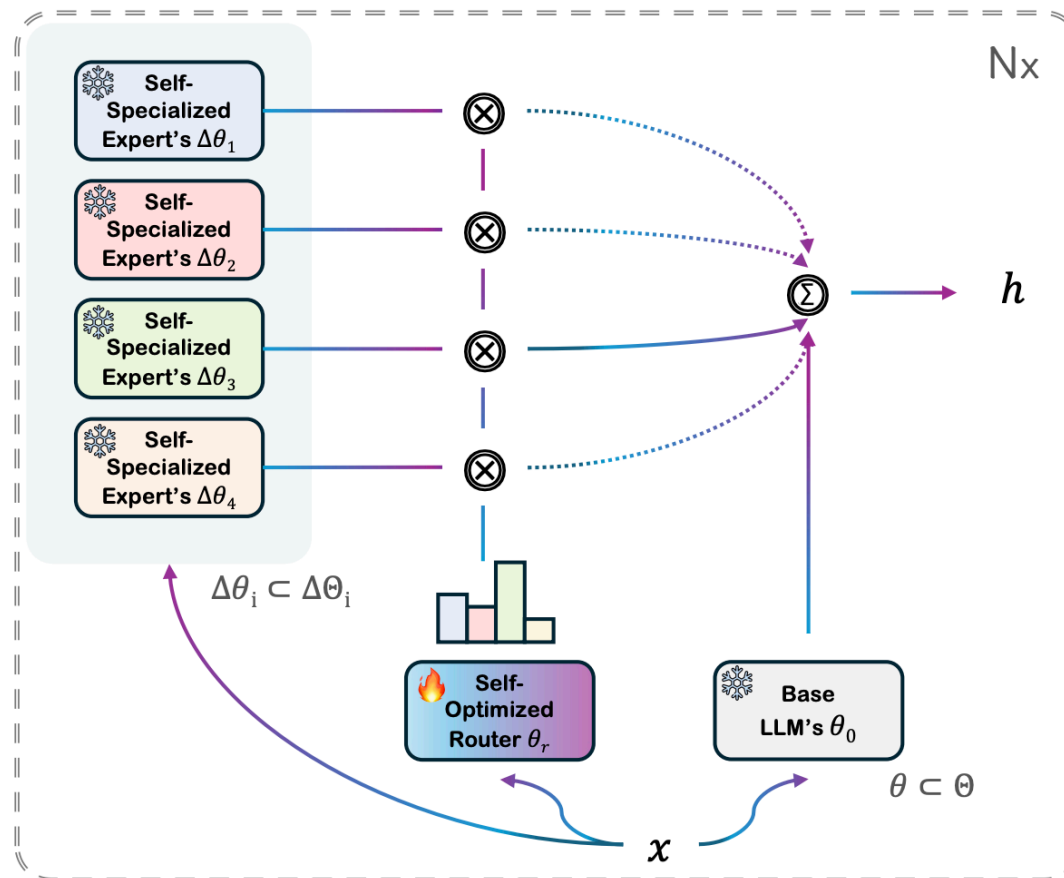 Nx
Self-
Specialized
Expert's Δθ₁
Self-
Specialized
Expert's Δθ₂
Self-
Specialized
Expert's Δθ₃
Self-
Specialized
Expert's Δθ₄
Σ
h
Δθᵢ ⊂ ΔΘᵢ
Self-
Optimized
Router θᵣ
Base
LLM's θ₀
θ ⊂ Θ
x